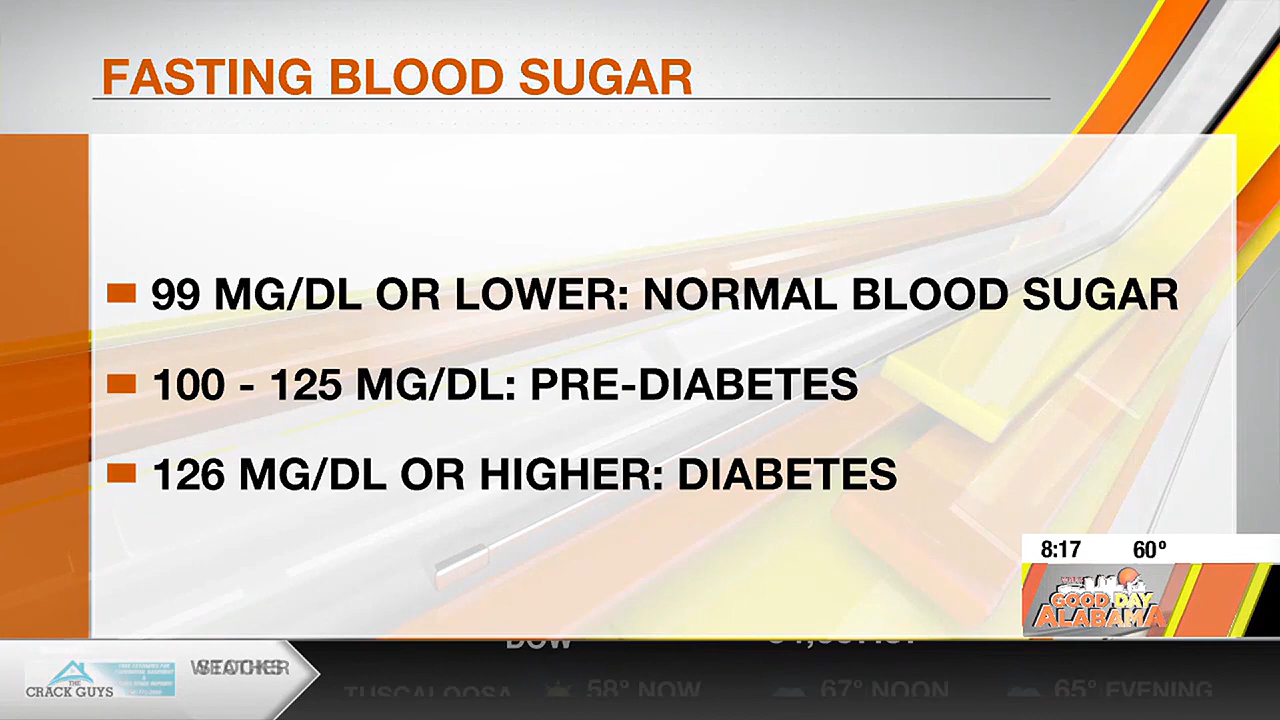 FASTING BLOOD SUGAR
99 MG/DL OR LOWER: NORMAL BLOOD SUGAR
100 - 125 MG/DL: PRE-DIABETES
126 MG/DL OR HIGHER: DIABETES
8:17 60°
GOOD DAY
ALABAMA
DOW
THE
CRACK GUYS
TUSCALOOSA 58° NOW 67° NOON 65° EVENING